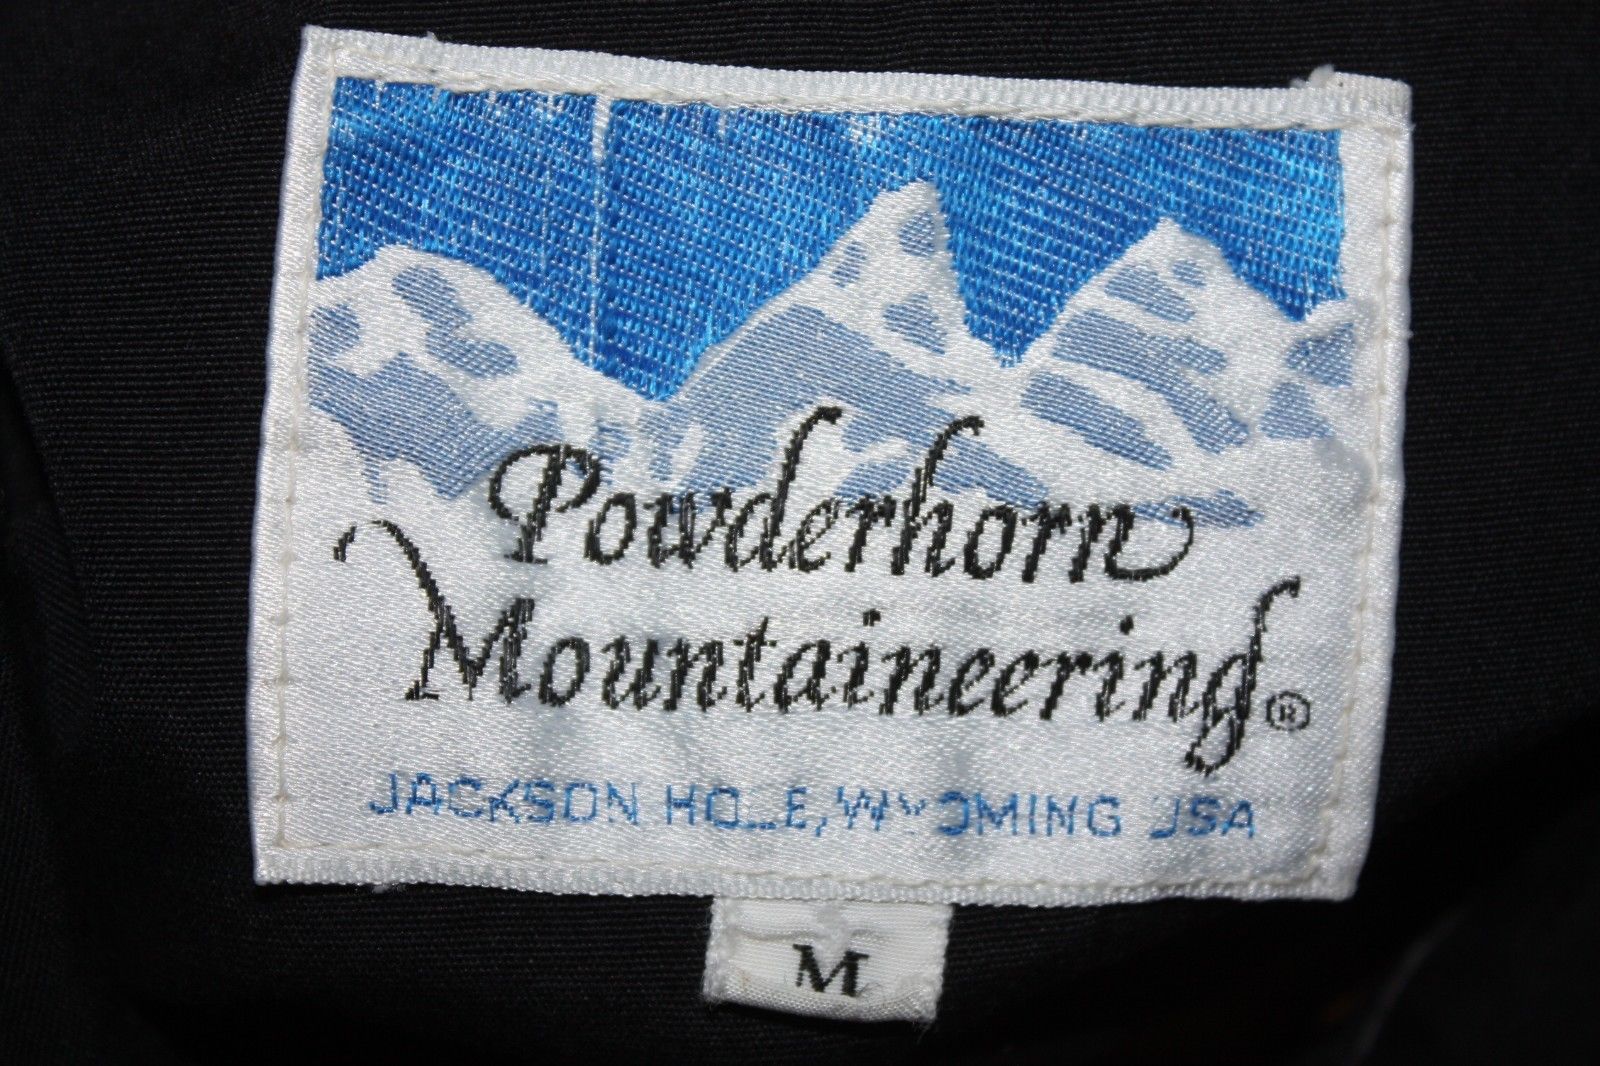 Powderhorn
Mountaineering®
JACKSON HOLE, WYOMING USA
M